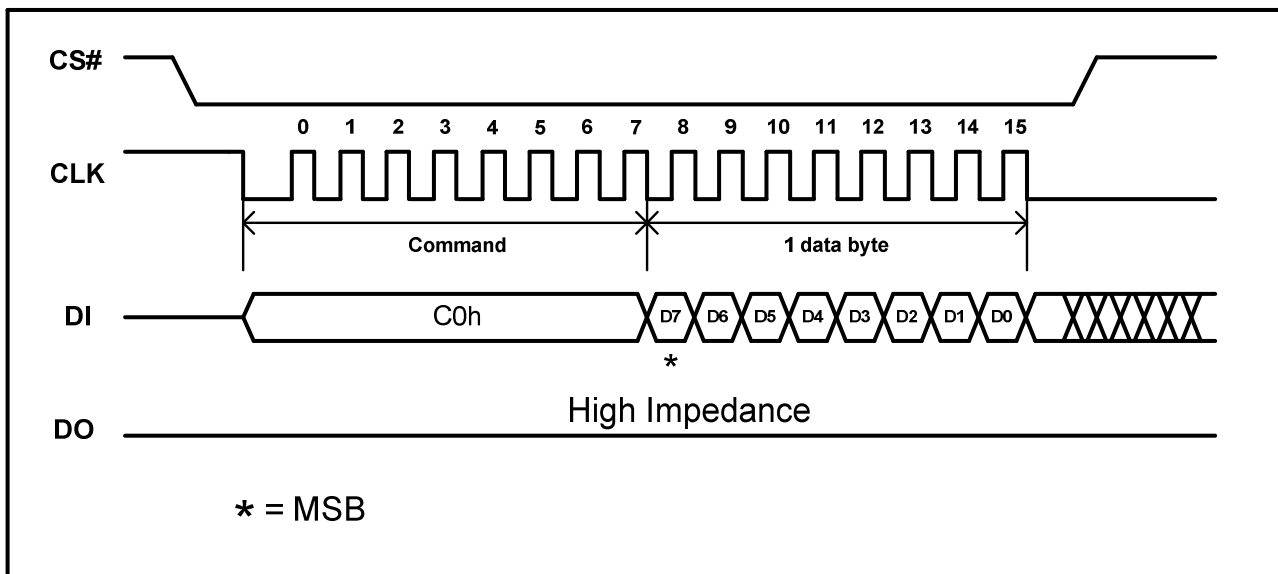 CS#
0 1 2 3 4 5 6 7 8 9 10 11 12 13 14 15
CLK
Command 1 data byte
DI C0h D7 D6 D5 D4 D3 D2 D1 D0
*
High Impedance
DO
* = MSB